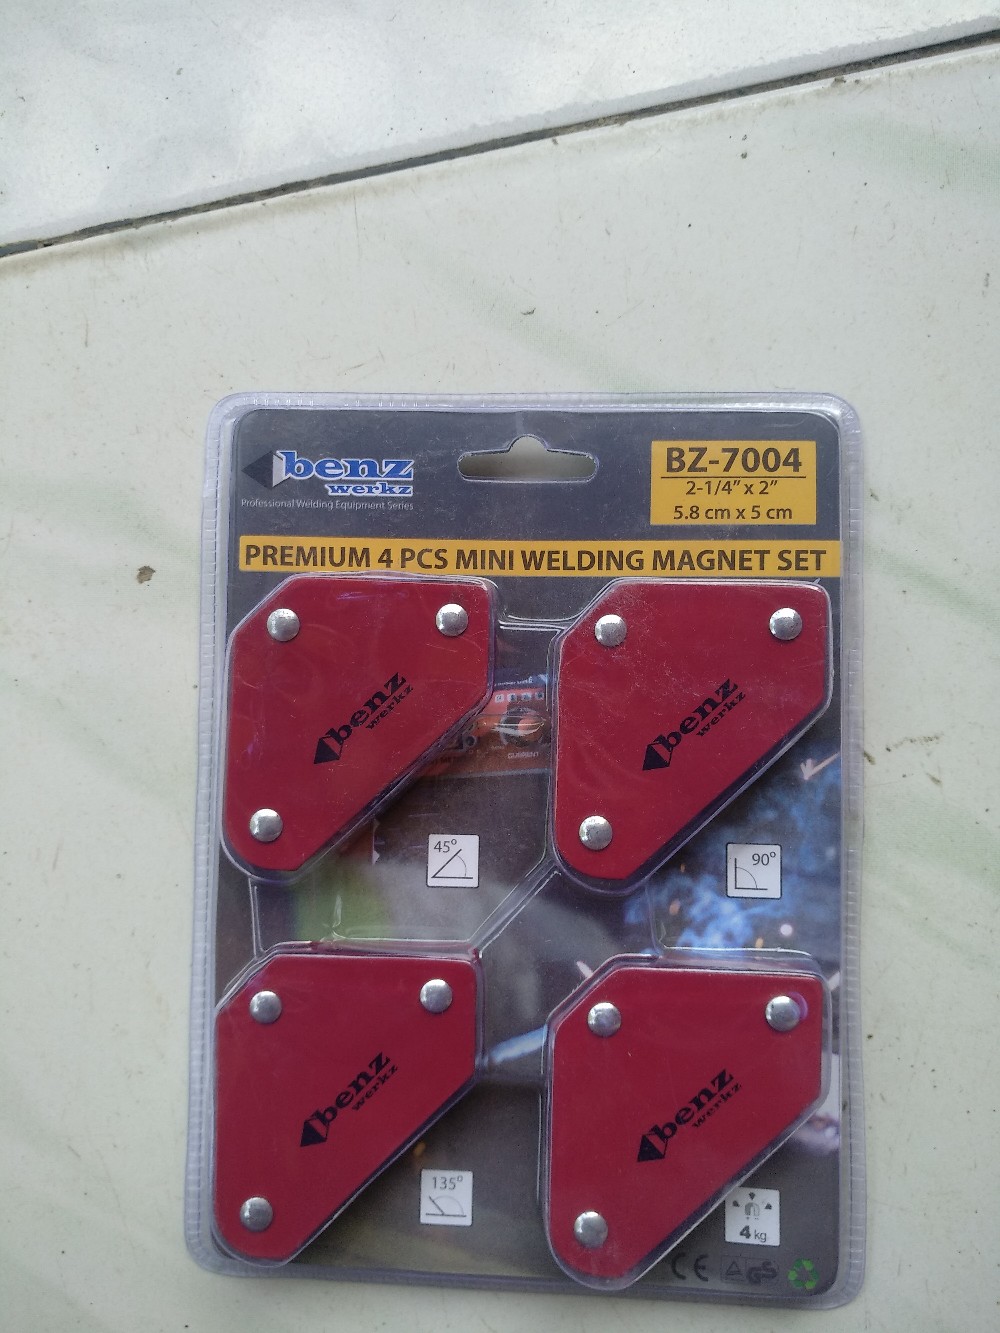 benz
werkz
Professional Welding Equipment Series
BZ-7004
2-1/4" x 2"
5.8 cm x 5 cm
PREMIUM 4 PCS MINI WELDING MAGNET SET
benz
werkz
benz
werkz
CURRENT
45°
90°
benz
werkz
benz
werkz
135°
4 kg
CE
GS